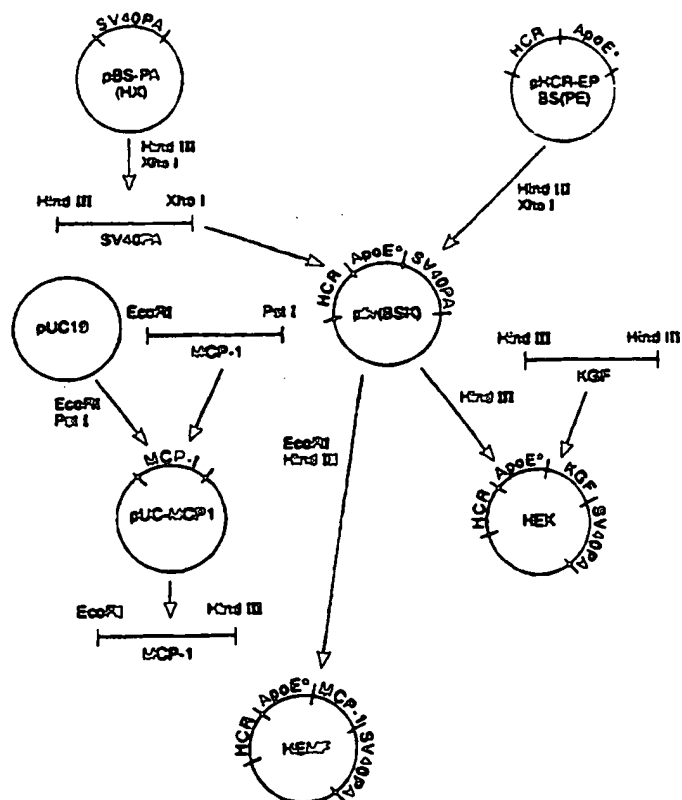 SV40PA
pBS-PA
(HX)
Hind III
Xho I
Hind III Xho I
SV40PA
HCR ApoE°
pHCR-EP
BS(PE)
Hind III
Xho I
HCR ApoE° SV40PA
pUC19
EcoRI Pst I
MCP-1
EcoRI
Pst I
MCP-1
pUC-MCP1
EcoRI Hind III
MCP-1
EcoRI
Hind III
Hind III
Hind III Hind III
KGF
HCR ApoE° KGF SV40PA
HEK
HCR ApoE° MCP-1 SV40PA